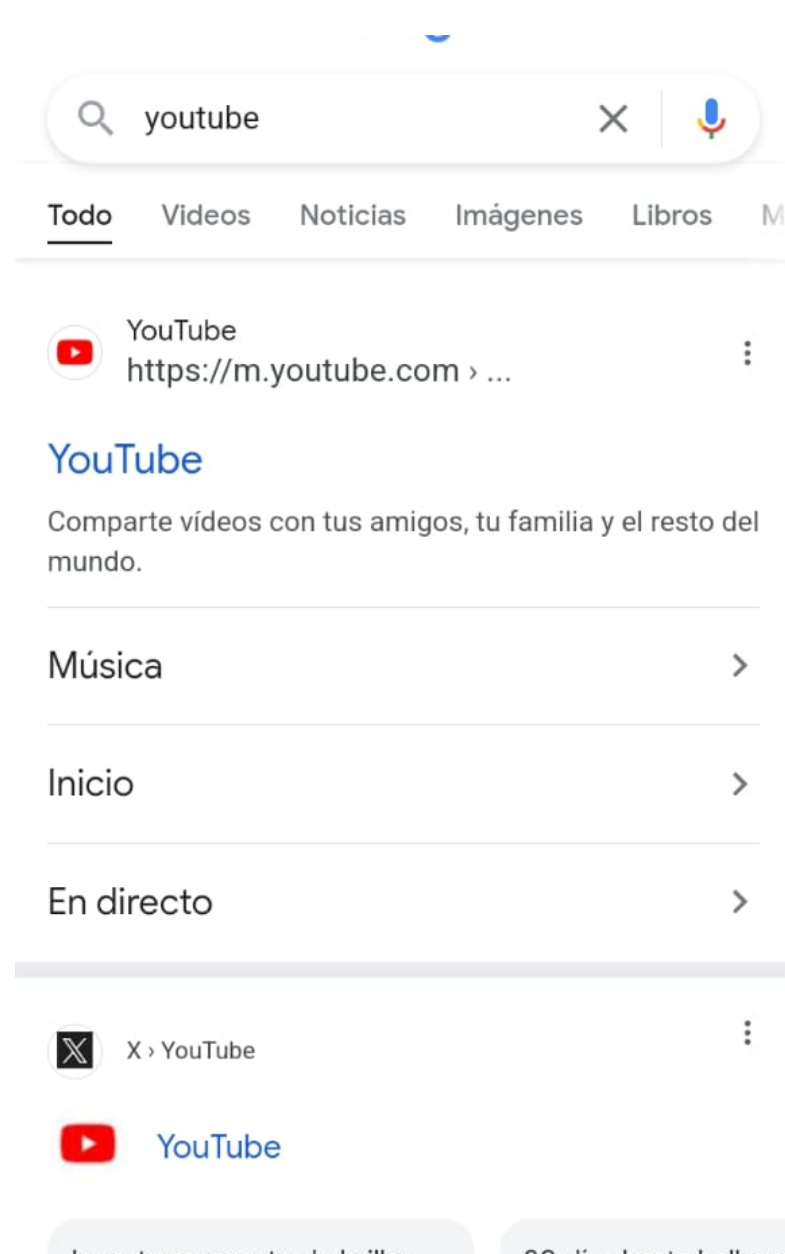 youtube
Todo Videos Noticias Imágenes Libros
YouTube
https://m.youtube.com › ...
YouTube
Comparte vídeos con tus amigos, tu familia y el resto del
mundo.
Música
Inicio
En directo
X › YouTube
YouTube